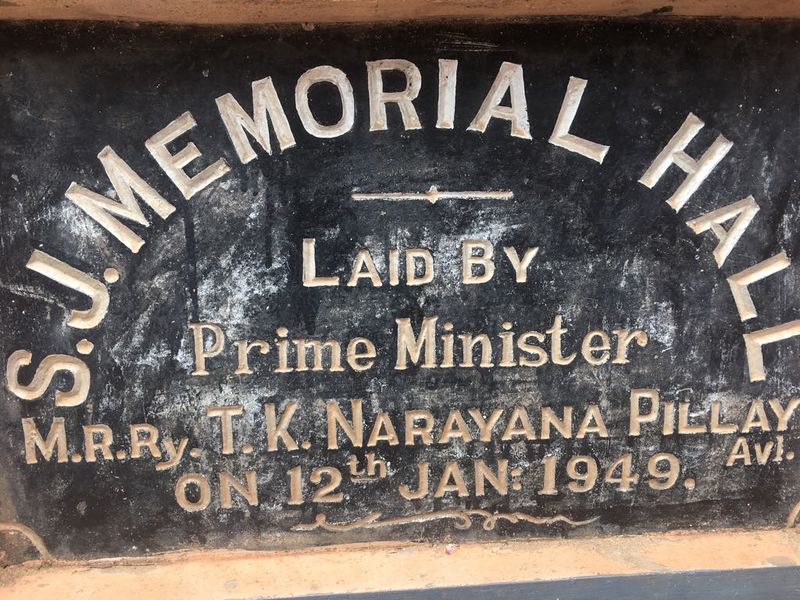 S.J. MEMORIAL HALL
LAID BY
Prime Minister
M.R.Ry. T.K. NARAYANA PILLAY Avl.
ON 12th JAN: 1949.